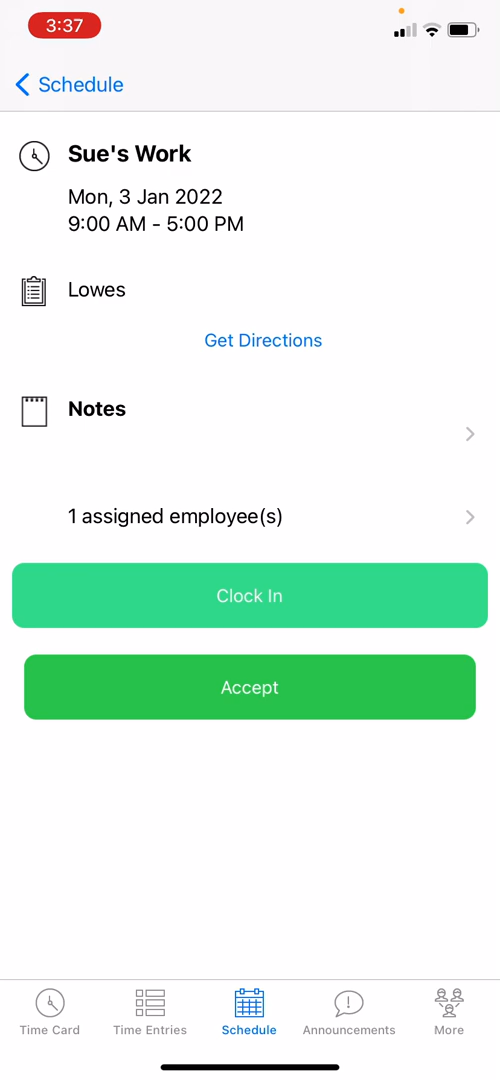 3:37
Schedule
Sue's Work
Mon, 3 Jan 2022
9:00 AM - 5:00 PM
Lowes
Get Directions
Notes
1 assigned employee(s)
Clock In
Accept
Time Card
Time Entries
Schedule
Announcements
More